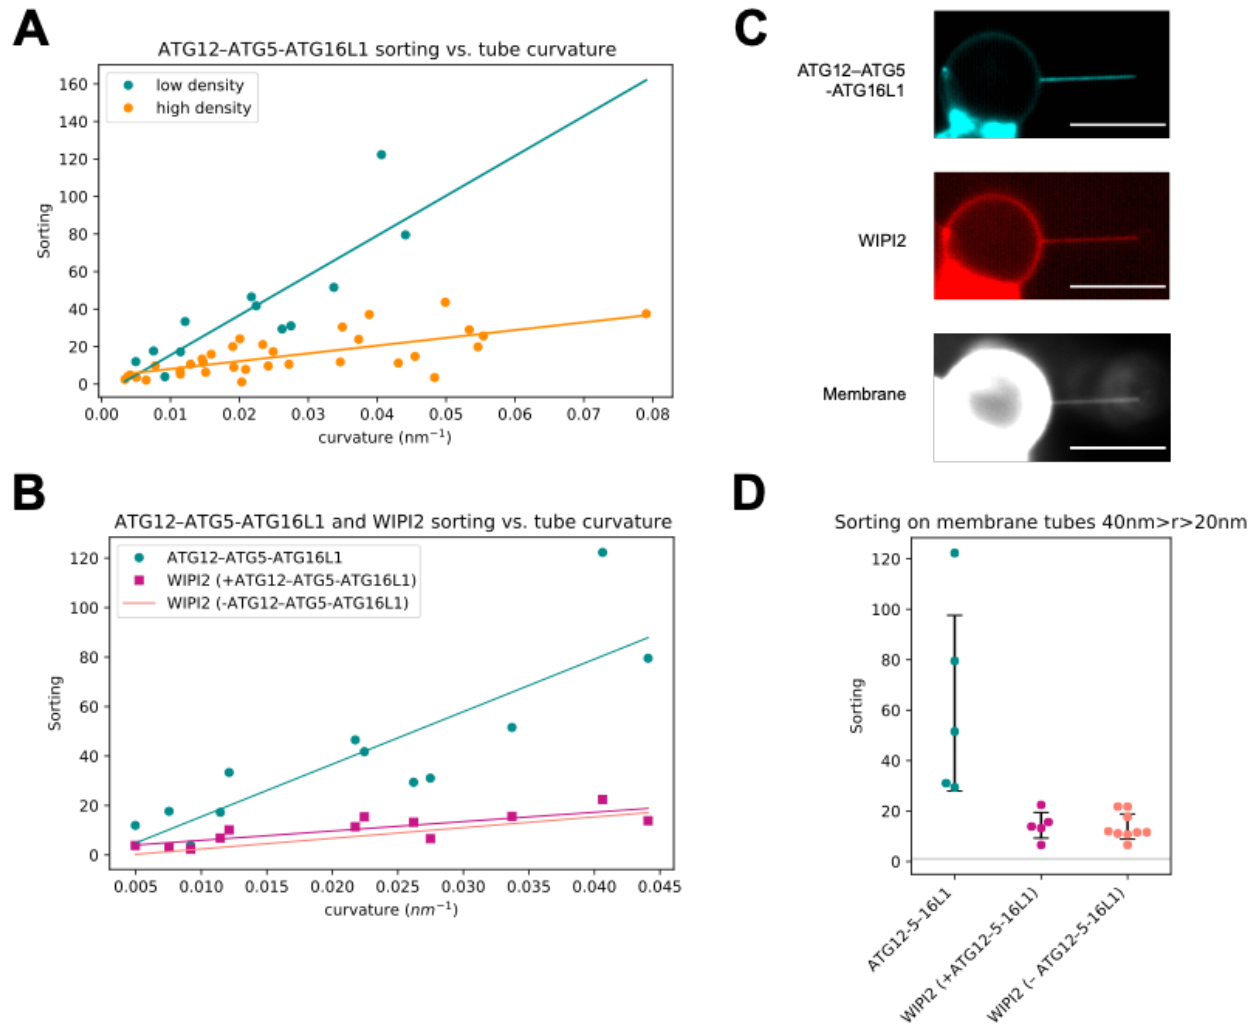 A
ATG12–ATG5-ATG16L1 sorting vs. tube curvature
low density
high density
Sorting
160
140
120
100
80
60
40
20
0
0.00 0.01 0.02 0.03 0.04 0.05 0.06 0.07 0.08
curvature (nm⁻¹)
B
ATG12–ATG5-ATG16L1 and WIPI2 sorting vs. tube curvature
ATG12–ATG5-ATG16L1
WIPI2 (+ATG12–ATG5-ATG16L1)
WIPI2 (-ATG12–ATG5-ATG16L1)
Sorting
120
100
80
60
40
20
0
0.005 0.010 0.015 0.020 0.025 0.030 0.035 0.040 0.045
curvature (nm⁻¹)
C
ATG12–ATG5
-ATG16L1
WIPI2
Membrane
D
Sorting on membrane tubes 40nm>r>20nm
Sorting
120
100
80
60
40
20
0
ATG12-5–16L1
WIPI2 (+ATG12–5-16L1)
WIPI2 (– ATG12–5-16L1)